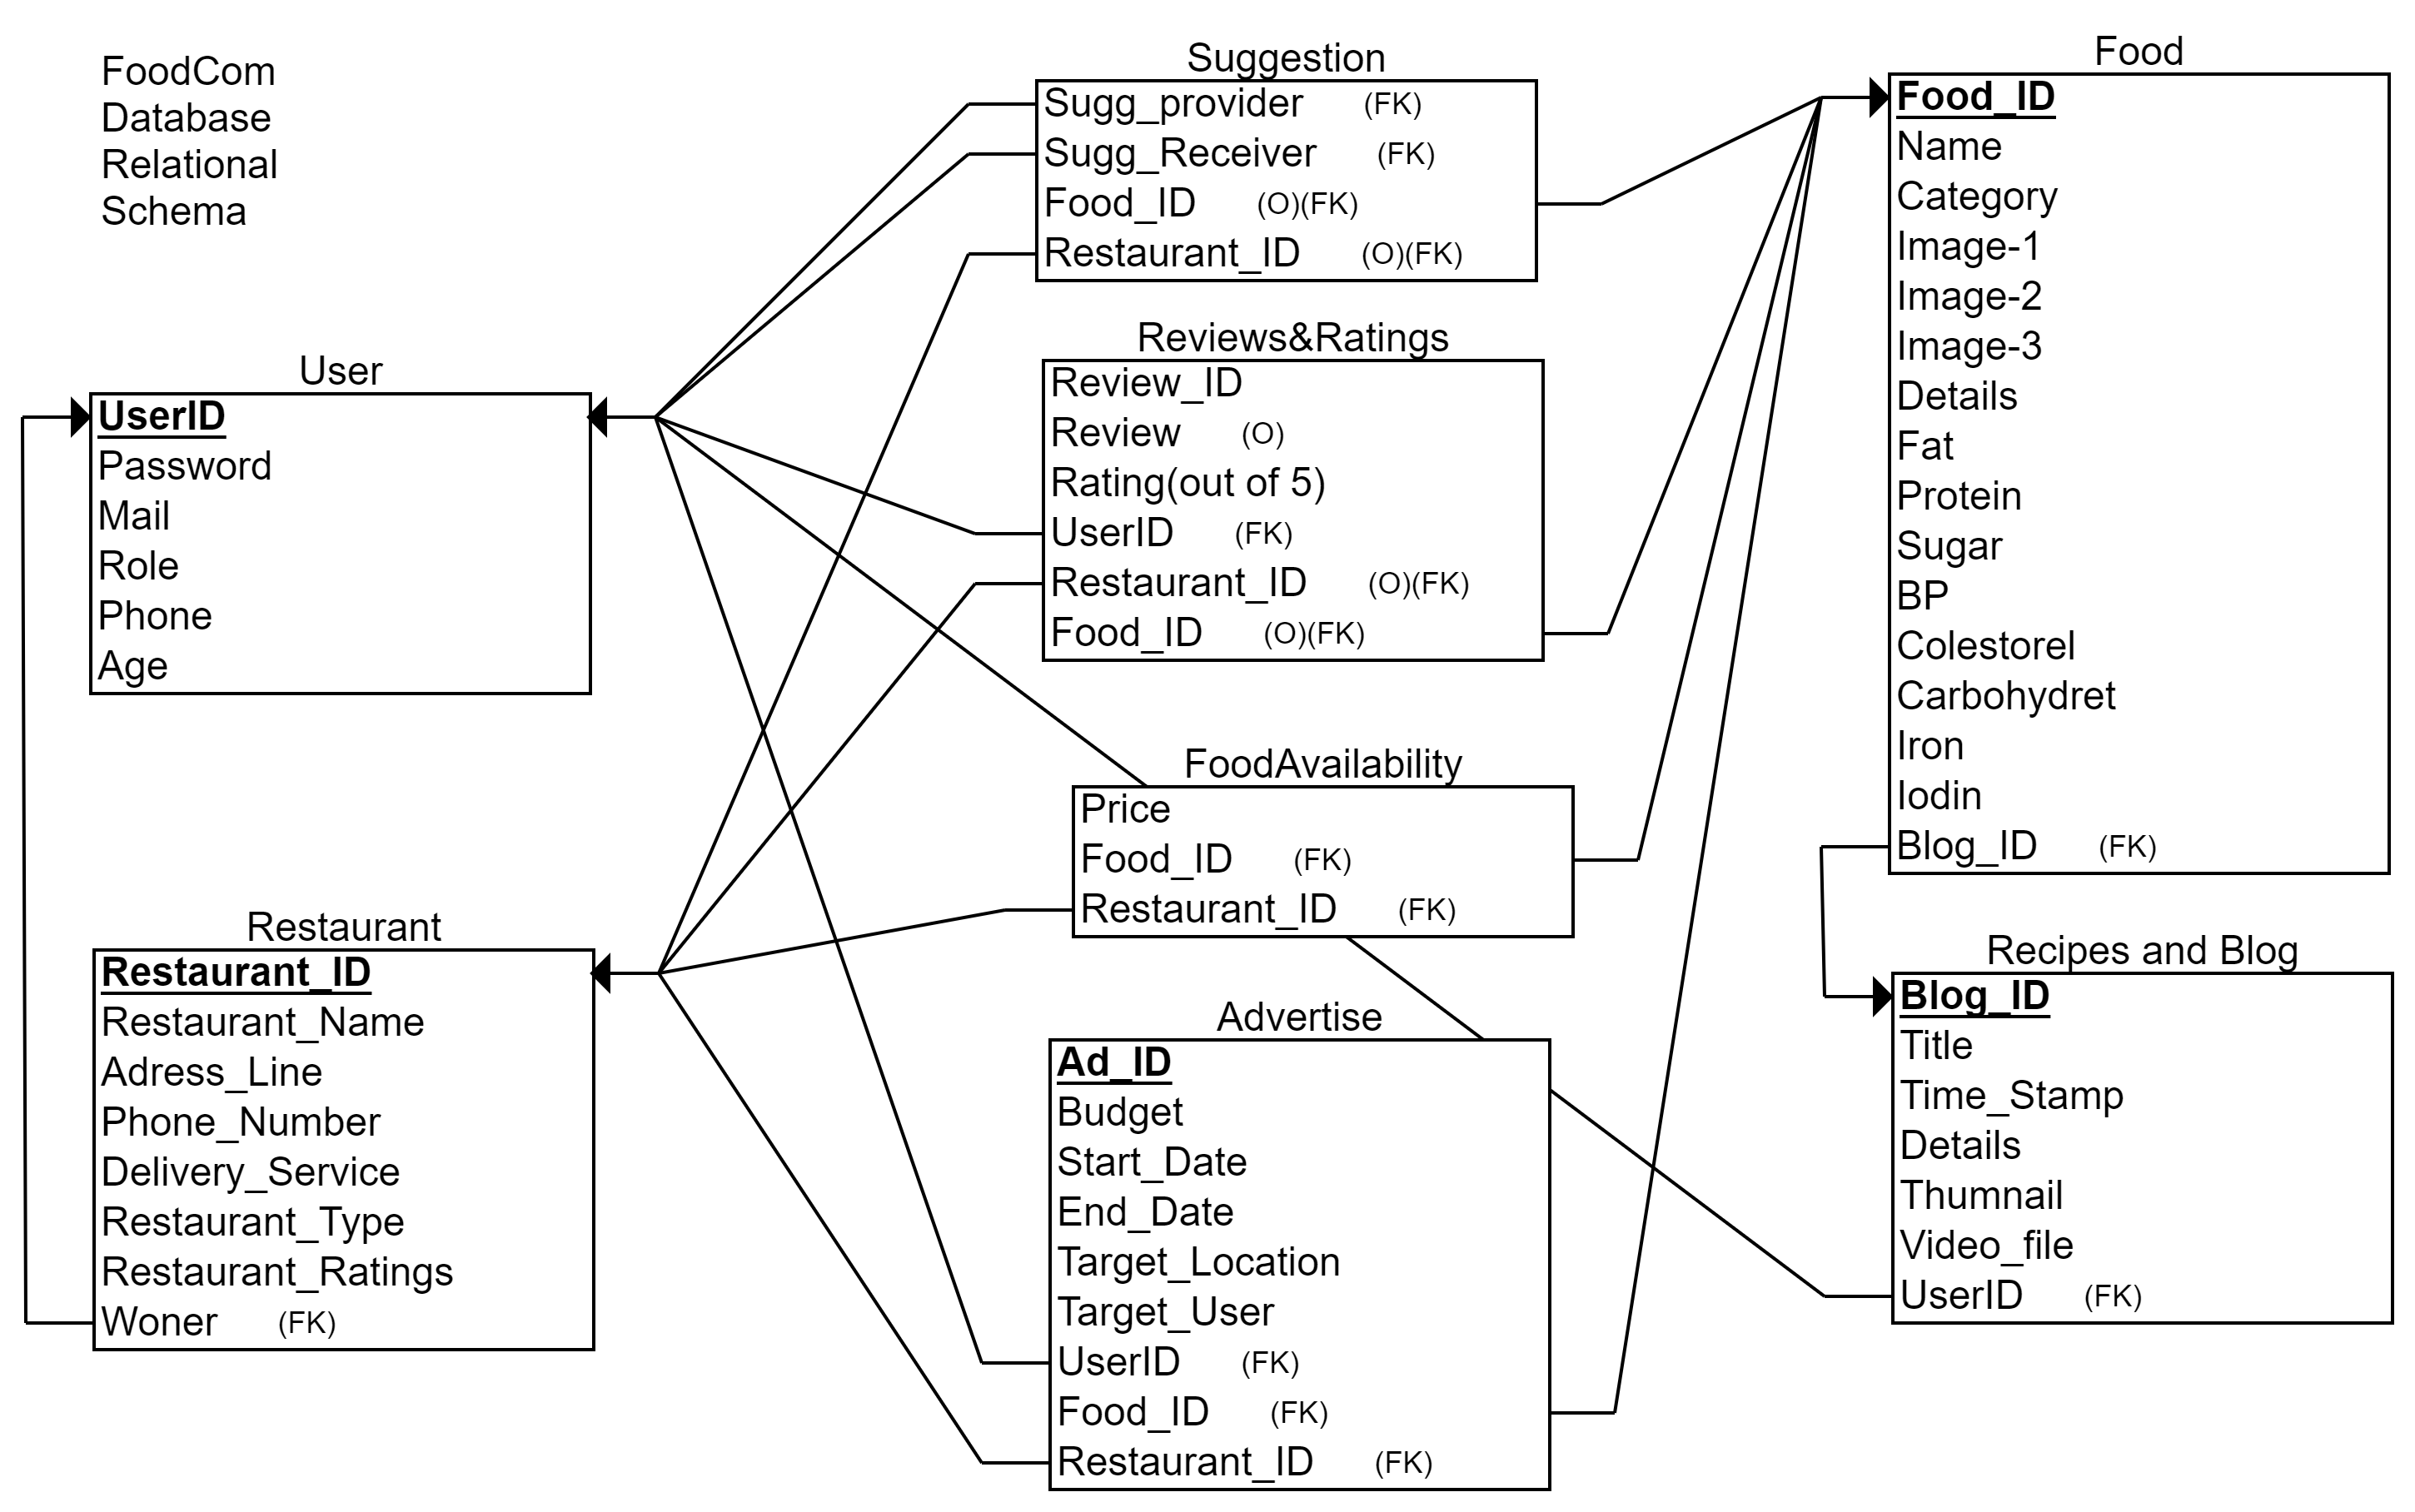 FoodCom
Database
Relational
Schema
User
UserID
Password
Mail
Role
Phone
Age
Restaurant
Restaurant_ID
Restaurant_Name
Adress_Line
Phone_Number
Delivery_Service
Restaurant_Type
Restaurant_Ratings
Woner (FK)
Suggestion
Sugg_provider (FK)
Sugg_Receiver (FK)
Food_ID (O)(FK)
Restaurant_ID (O)(FK)
Reviews&Ratings
Review_ID
Review (O)
Rating(out of 5)
UserID (FK)
Restaurant_ID (O)(FK)
Food_ID (O)(FK)
FoodAvailability
Price
Food_ID (FK)
Restaurant_ID (FK)
Advertise
Ad_ID
Budget
Start_Date
End_Date
Target_Location
Target_User
UserID (FK)
Food_ID (FK)
Restaurant_ID (FK)
Food
Food_ID
Name
Category
Image-1
Image-2
Image-3
Details
Fat
Protein
Sugar
BP
Colestorel
Carbohydret
Iron
Iodin
Blog_ID (FK)
Recipes and Blog
Blog_ID
Title
Time_Stamp
Details
Thumnail
Video_file
UserID (FK)